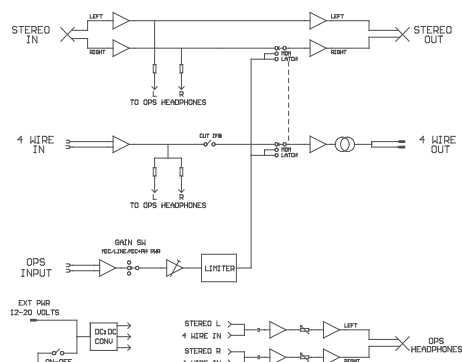 LEFT
LEFT
STEREO
IN
STEREO
OUT
RIGHT
RIGHT
MOM
LATCH
L R
TO OPS HEADPHONES
4 WIRE
IN
CUT IFB
MOM
LATCH
4 WIRE
OUT
L R
TO OPS HEADPHONES
GAIN SW
MIC/LINE/MIC+PH PWR
OPS
INPUT
LIMITER
EXT PWR
12-20 VOLTS
DC:DC
CONV
ON-OFF
STEREO L
4 WIRE IN
LEFT
STEREO R
4 WIRE IN
RIGHT
OPS
HEADPHONES